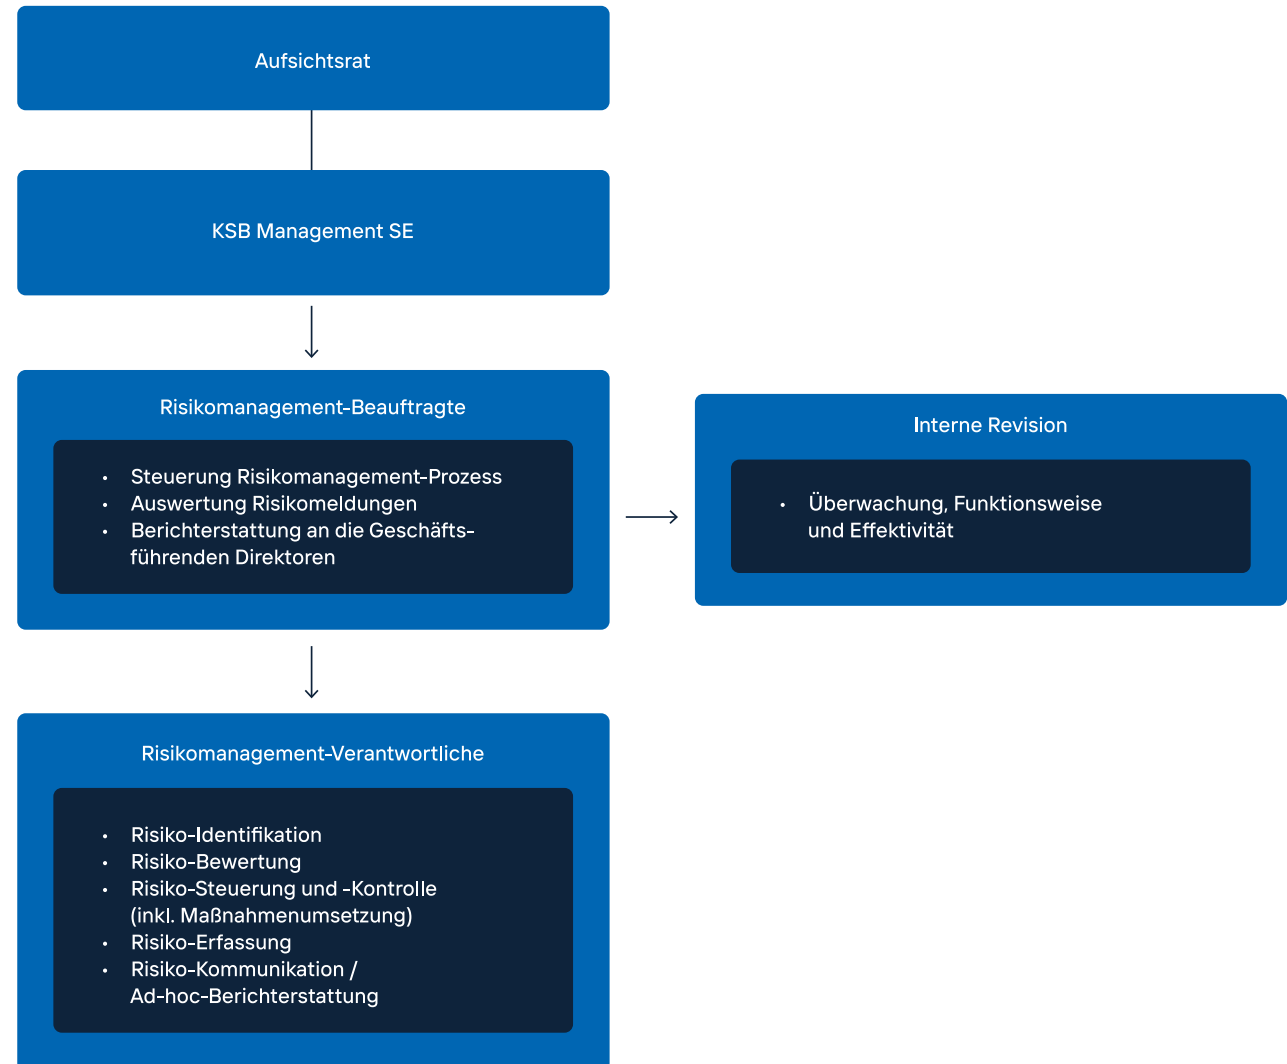 Aufsichtsrat
KSB Management SE
Risikomanagement-Beauftragte
• Steuerung Risikomanagement-Prozess
• Auswertung Risikomeldungen
• Berichterstattung an die Geschäfts-
führenden Direktoren
Interne Revision
• Überwachung, Funktionsweise
und Effektivität
Risikomanagement-Verantwortliche
• Risiko-Identifikation
• Risiko-Bewertung
• Risiko-Steuerung und -Kontrolle
(inkl. Maßnahmenumsetzung)
• Risiko-Erfassung
• Risiko-Kommunikation /
Ad-hoc-Berichterstattung